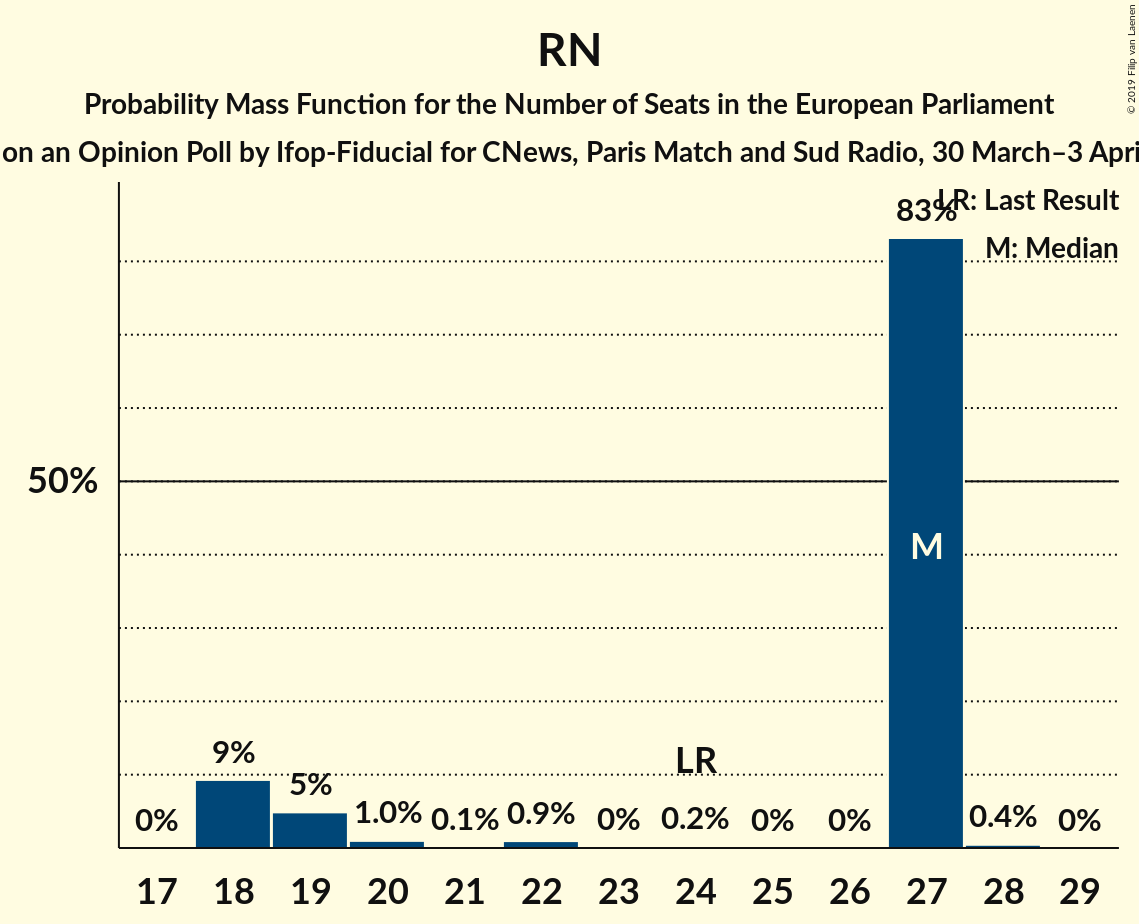 RN
Probability Mass Function for the Number of Seats in the European Parliament
on an Opinion Poll by Ifop-Fiducial for CNews, Paris Match and Sud Radio, 30 March–3 Apri
© 2019 Filip van Laenen
LR: Last Result
M: Median
83%
50%
M
LR
0% 9% 5% 1.0% 0.1% 0.9% 0% 0.2% 0% 0% 0.4% 0%
17 18 19 20 21 22 23 24 25 26 27 28 29